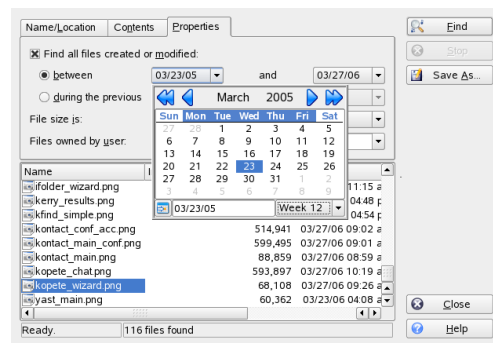 Name/Location Contents Properties
Find
Find all files created or modified:
Stop
between 03/23/05 and 03/27/06
Save As...
during the previous
March 2005
File size is:
Sun Mon Tue Wed Thu Fri Sat
27 28 1 2 3 4 5
Files owned by user:
6 7 8 9 10 11 12
13 14 15 16 17 18 19
20 21 22 23 24 25 26
27 28 29 30 31 1 2
3 4 5 6 7 8 9
03/23/05 Week 12
Name
ifolder_wizard.png 11:15 a
kerry_results.png 04:48 p
kfind_simple.png 04:54 p
kontact_conf_acc.png 514,941 03/27/06 09:02 a
kontact_main_conf.png 599,495 03/27/06 09:01 a
kontact_main.png 88,859 03/27/06 08:59 a
kopete_chat.png 593,897 03/27/06 10:19 a
kopete_wizard.png 68,108 03/27/06 09:26 a
yast_main.png 60,362 03/23/06 04:08 a
Close
Ready. 116 files found
Help